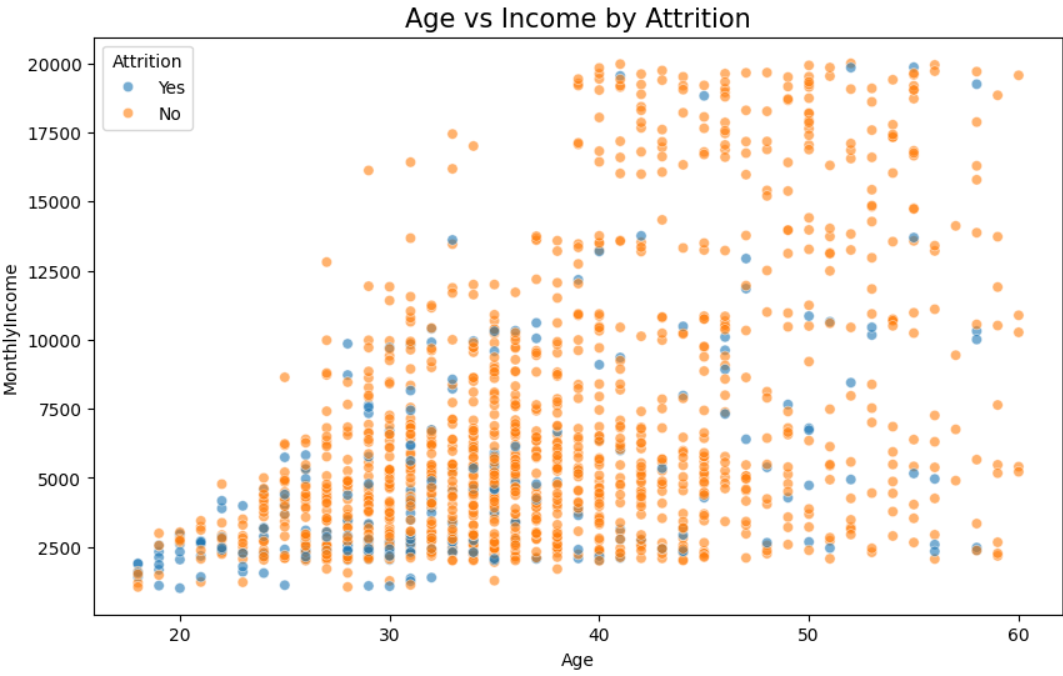 Age vs Income by Attrition
Attrition
Yes
No
MonthlyIncome
20000
17500
15000
12500
10000
7500
5000
2500
20 30 40 50 60
Age